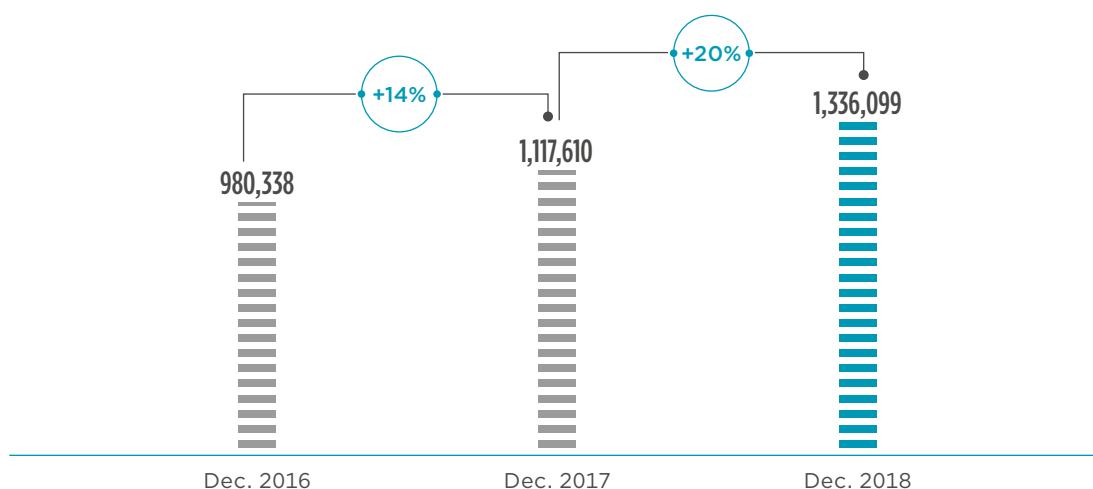 +20%
+14%
1,336,099
1,117,610
980,338
Dec. 2016
Dec. 2017
Dec. 2018